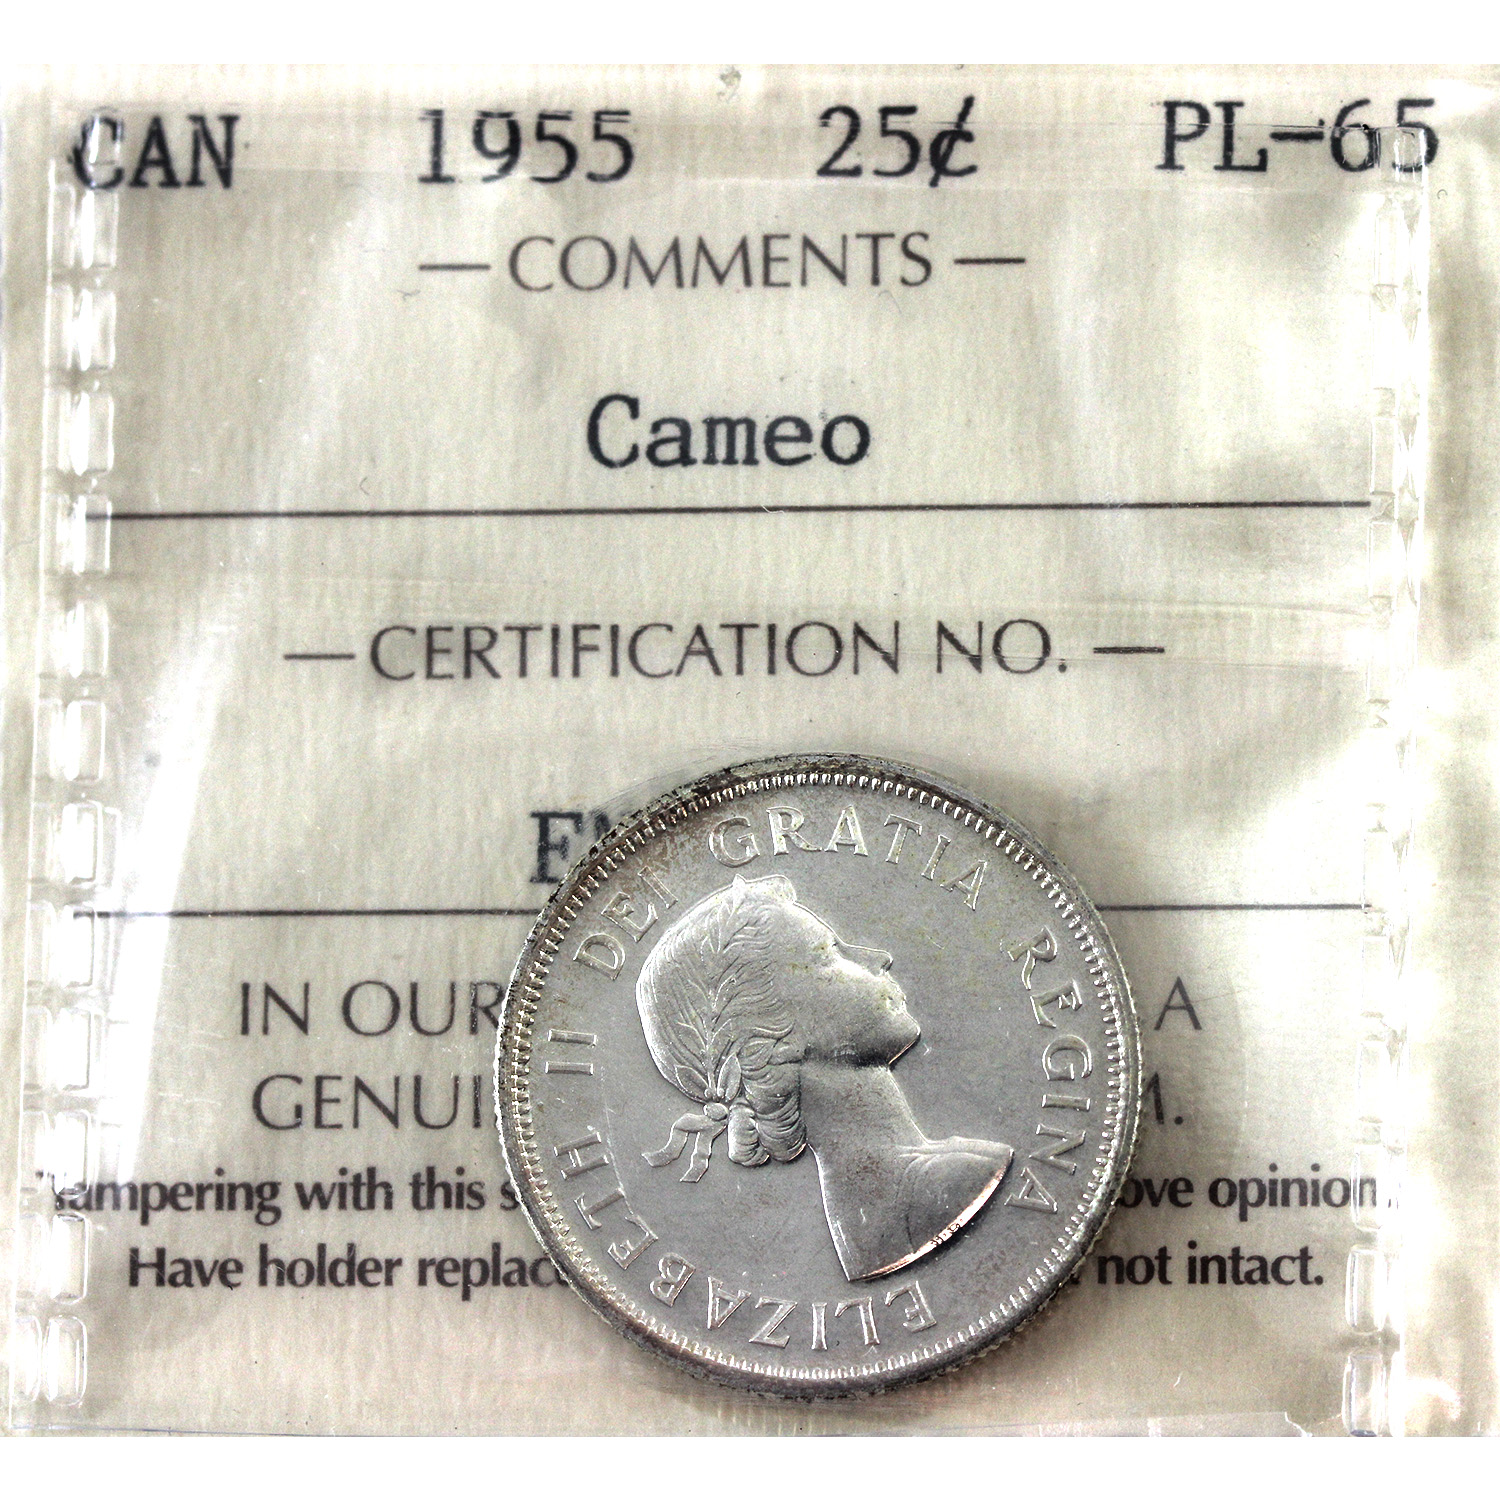 CAN 1955 25¢ PL-65
— COMMENTS —
Cameo
— CERTIFICATION NO. —
IN OUR A
GENUI M.
Tampering with this s ove opinion
Have holder replac not intact.
ELIZABETH II DEI GRATIA REGINA